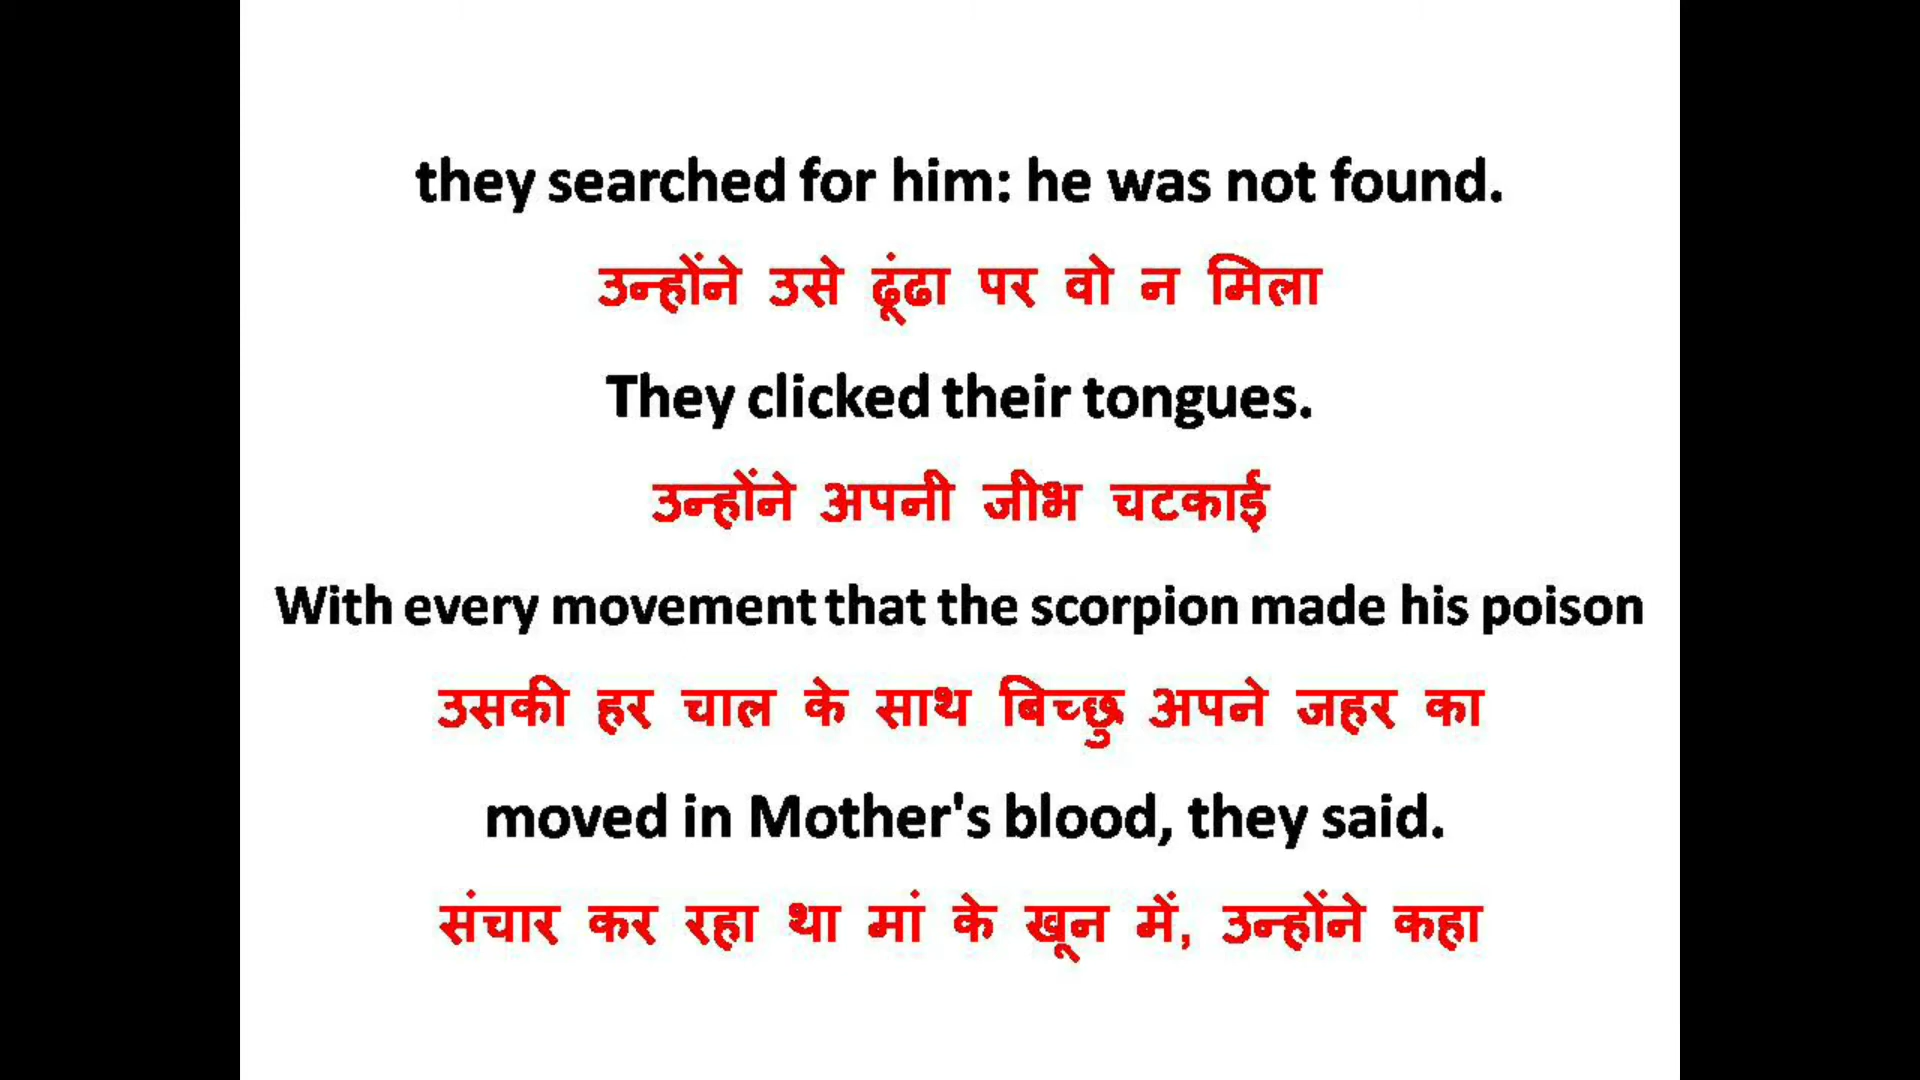 they searched for him: he was not found.
उन्होंने उसे ढूंढा पर वो न मिला
They clicked their tongues.
उन्होंने अपनी जीभ चटकाई
With every movement that the scorpion made his poison
उसकी हर चाल के साथ बिच्छु अपने जहर का
moved in Mother's blood, they said.
संचार कर रहा था मां के खून में, उन्होंने कहा